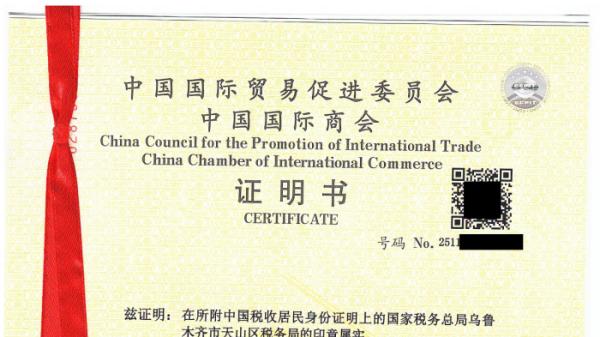 中国国际贸易促进委员会
中国国际商会
China Council for the Promotion of International Trade
China Chamber of International Commerce
证明书
CERTIFICATE
号码 No. 2511
兹证明：在所附中国税收居民身份证明上的国家税务总局乌鲁
木齐市天山区税务局的印章属实